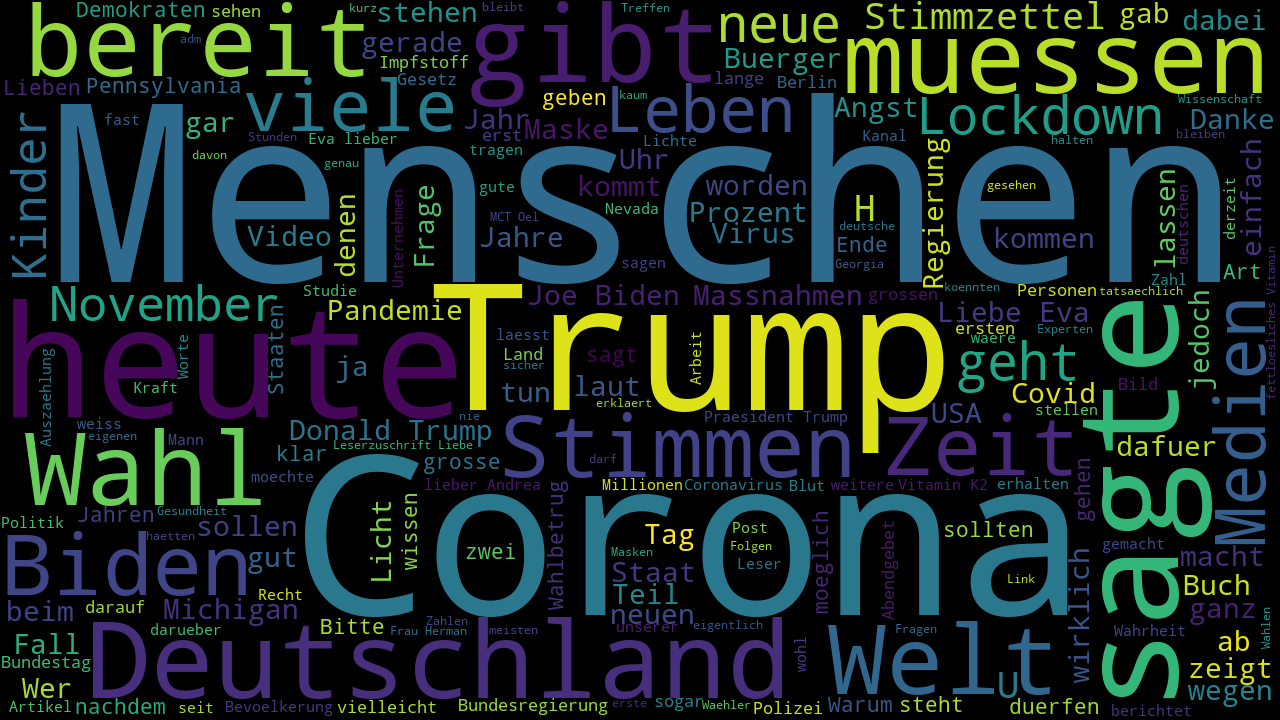 Demokraten sehen
kurz
stehen
bleibt
Treffen
Stimmzettel gab
dabei
bereit
adm
gerade
Impfstoff
gibt
neue
Buerger
muessen
Lieben
Pennsylvania
Gesetz
lange
Berlin
viele
geben
kaum
Leben
Angst
Lockdown
Wissenschaft
Danke
fast
gar
Stunden
Eva lieber
Jahr
erst
Maske
Lichte
Kanal
halten
bleiben
Kinder
davon
genau
tragen
Uhr
Regierung
einfach
Menschen
gute
kommt
worden
gesehen
lassen
deutschen
derzeit
Unternehmen
Frage
denen
MCT Oel
Nevada
Prozent
H
Video
Jahre
Virus
deutsche
Ende
kommen
sagen
Georgia
Art
Zahl
Studie
November
Pandemie
Joe Biden
Massnahmen
grossen
koennten
Personen
tatsaechlich
fettloesliches Vitamin
heute
Staaten
Worte
Trump
Liebe Eva
ersten
Experten
waere
laesst
Land
sicher
sagt
Arbeit
jedoch
Medien
sagte
Auszaehlung
Kraft
ja
tun
laut
erklaert
geht
Covid
Bild
weiss
eigenen
Mann
nie
Praesident Trump
USA
stellen
Donald Trump
Leserzuschrift Liebe
Wahl
klar
grosse
Stimmen
darf
Zeit
dafuer
moechte
lieber Andrea
Millionen
Coronavirus
Blut
weitere
Vitamin K2
erhalten
gehen
Politik
Jahren
Gesundheit
sollen
Licht
wissen
Corona
Wahlbetrug
Tag
Post
Folgen
moeglich
sollten
haetten
zwei
Masken
Leser
Abendgebet
gemacht
macht
Biden
gut
Staat
Link
wirklich
Recht
Teil
Buch
beim
darauf
Michigan
neuen
ganz
Fall
darueber
Bitte
Zahlen
Frau
Herman
meisten
unserer
eigentlich
Fragen
Wahrheit
Wahlen
ab
Bundestag
Deutschland
wohl
Welt
zeigt
Wer
U
wegen
Artikel
nachdem
seit
Bevoelkerung
vielleicht
Bundesregierung
erste
sogar
Waehler
Polizei
Warum
steht
duerfen
berichtet